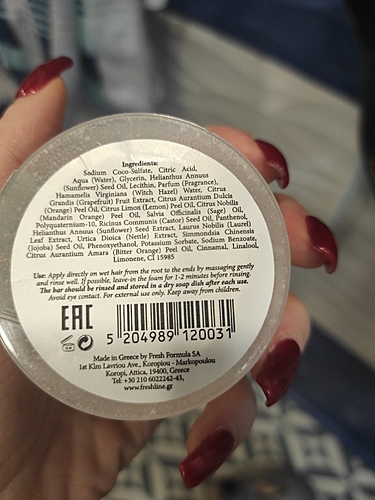 Ingredients:
Sodium Coco-Sulfate, Citric Acid,
Aqua (Water), Glycerin, Helianthus Annuus
(Sunflower) Seed Oil, Lecithin, Parfum (Fragrance),
Hamamelis Virginiana (Witch Hazel) Water, Citrus
Grandis (Grapefruit) Fruit Extract, Citrus Aurantium Dulcis
(Orange) Peel Oil, Citrus Limon (Lemon) Peel Oil, Citrus Nobilis
(Mandarin Orange) Peel Oil, Salvia Officinalis (Sage) Oil,
Polyquaternium-10, Ricinus Communis (Castor) Seed Oil, Panthenol,
Helianthus Annuus (Sunflower) Seed Extract, Laurus Nobilis (Laurel)
Leaf Extract, Urtica Dioica (Nettle) Extract, Simmondsia Chinensis
(Jojoba) Seed Oil, Phenoxyethanol, Potassium Sorbate, Sodium Benzoate,
Citrus Aurantium Amara (Bitter Orange) Peel Oil, Cinnamal, Linalool,
Limonene, CI 15985
Use: Apply directly on wet hair from the root to the ends by massaging gently
and rinse well. If possible, leave-in the foam for 1-2 minutes before rinsing.
The bar should be rinsed and stored in a dry soap dish after each use.
Avoid eye contact. For external use only. Keep away from children.
EAC
5 204989 120031
Made in Greece by Fresh Formula SA
1st Klm Lavriou Ave., Koropiou - Markopoulou
Koropi, Attica, 19400, Greece
Tel: +30 210 6022242-43,
www.freshline.gr